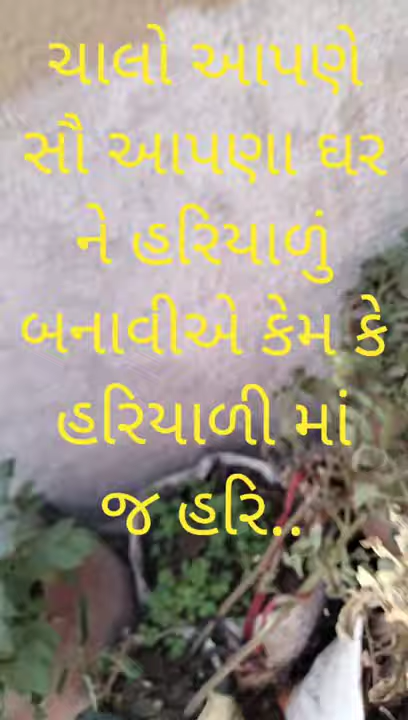 ચાલો આપણે
સૌ આપણા ઘર
ને હરિયાળું
બનાવીએ કેમ કે
હરિયાળી માં
જ હરિ..